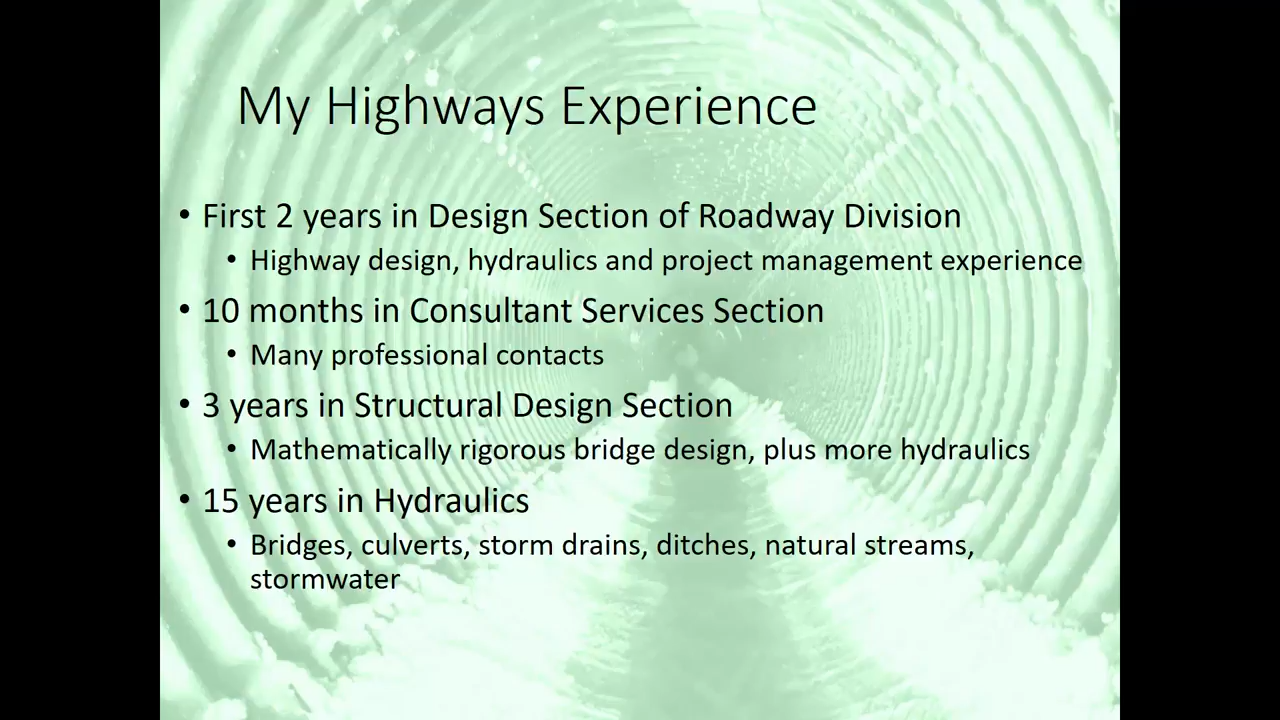 My Highways Experience
• First 2 years in Design Section of Roadway Division
• Highway design, hydraulics and project management experience
• 10 months in Consultant Services Section
• Many professional contacts
• 3 years in Structural Design Section
• Mathematically rigorous bridge design, plus more hydraulics
• 15 years in Hydraulics
• Bridges, culverts, storm drains, ditches, natural streams,
stormwater